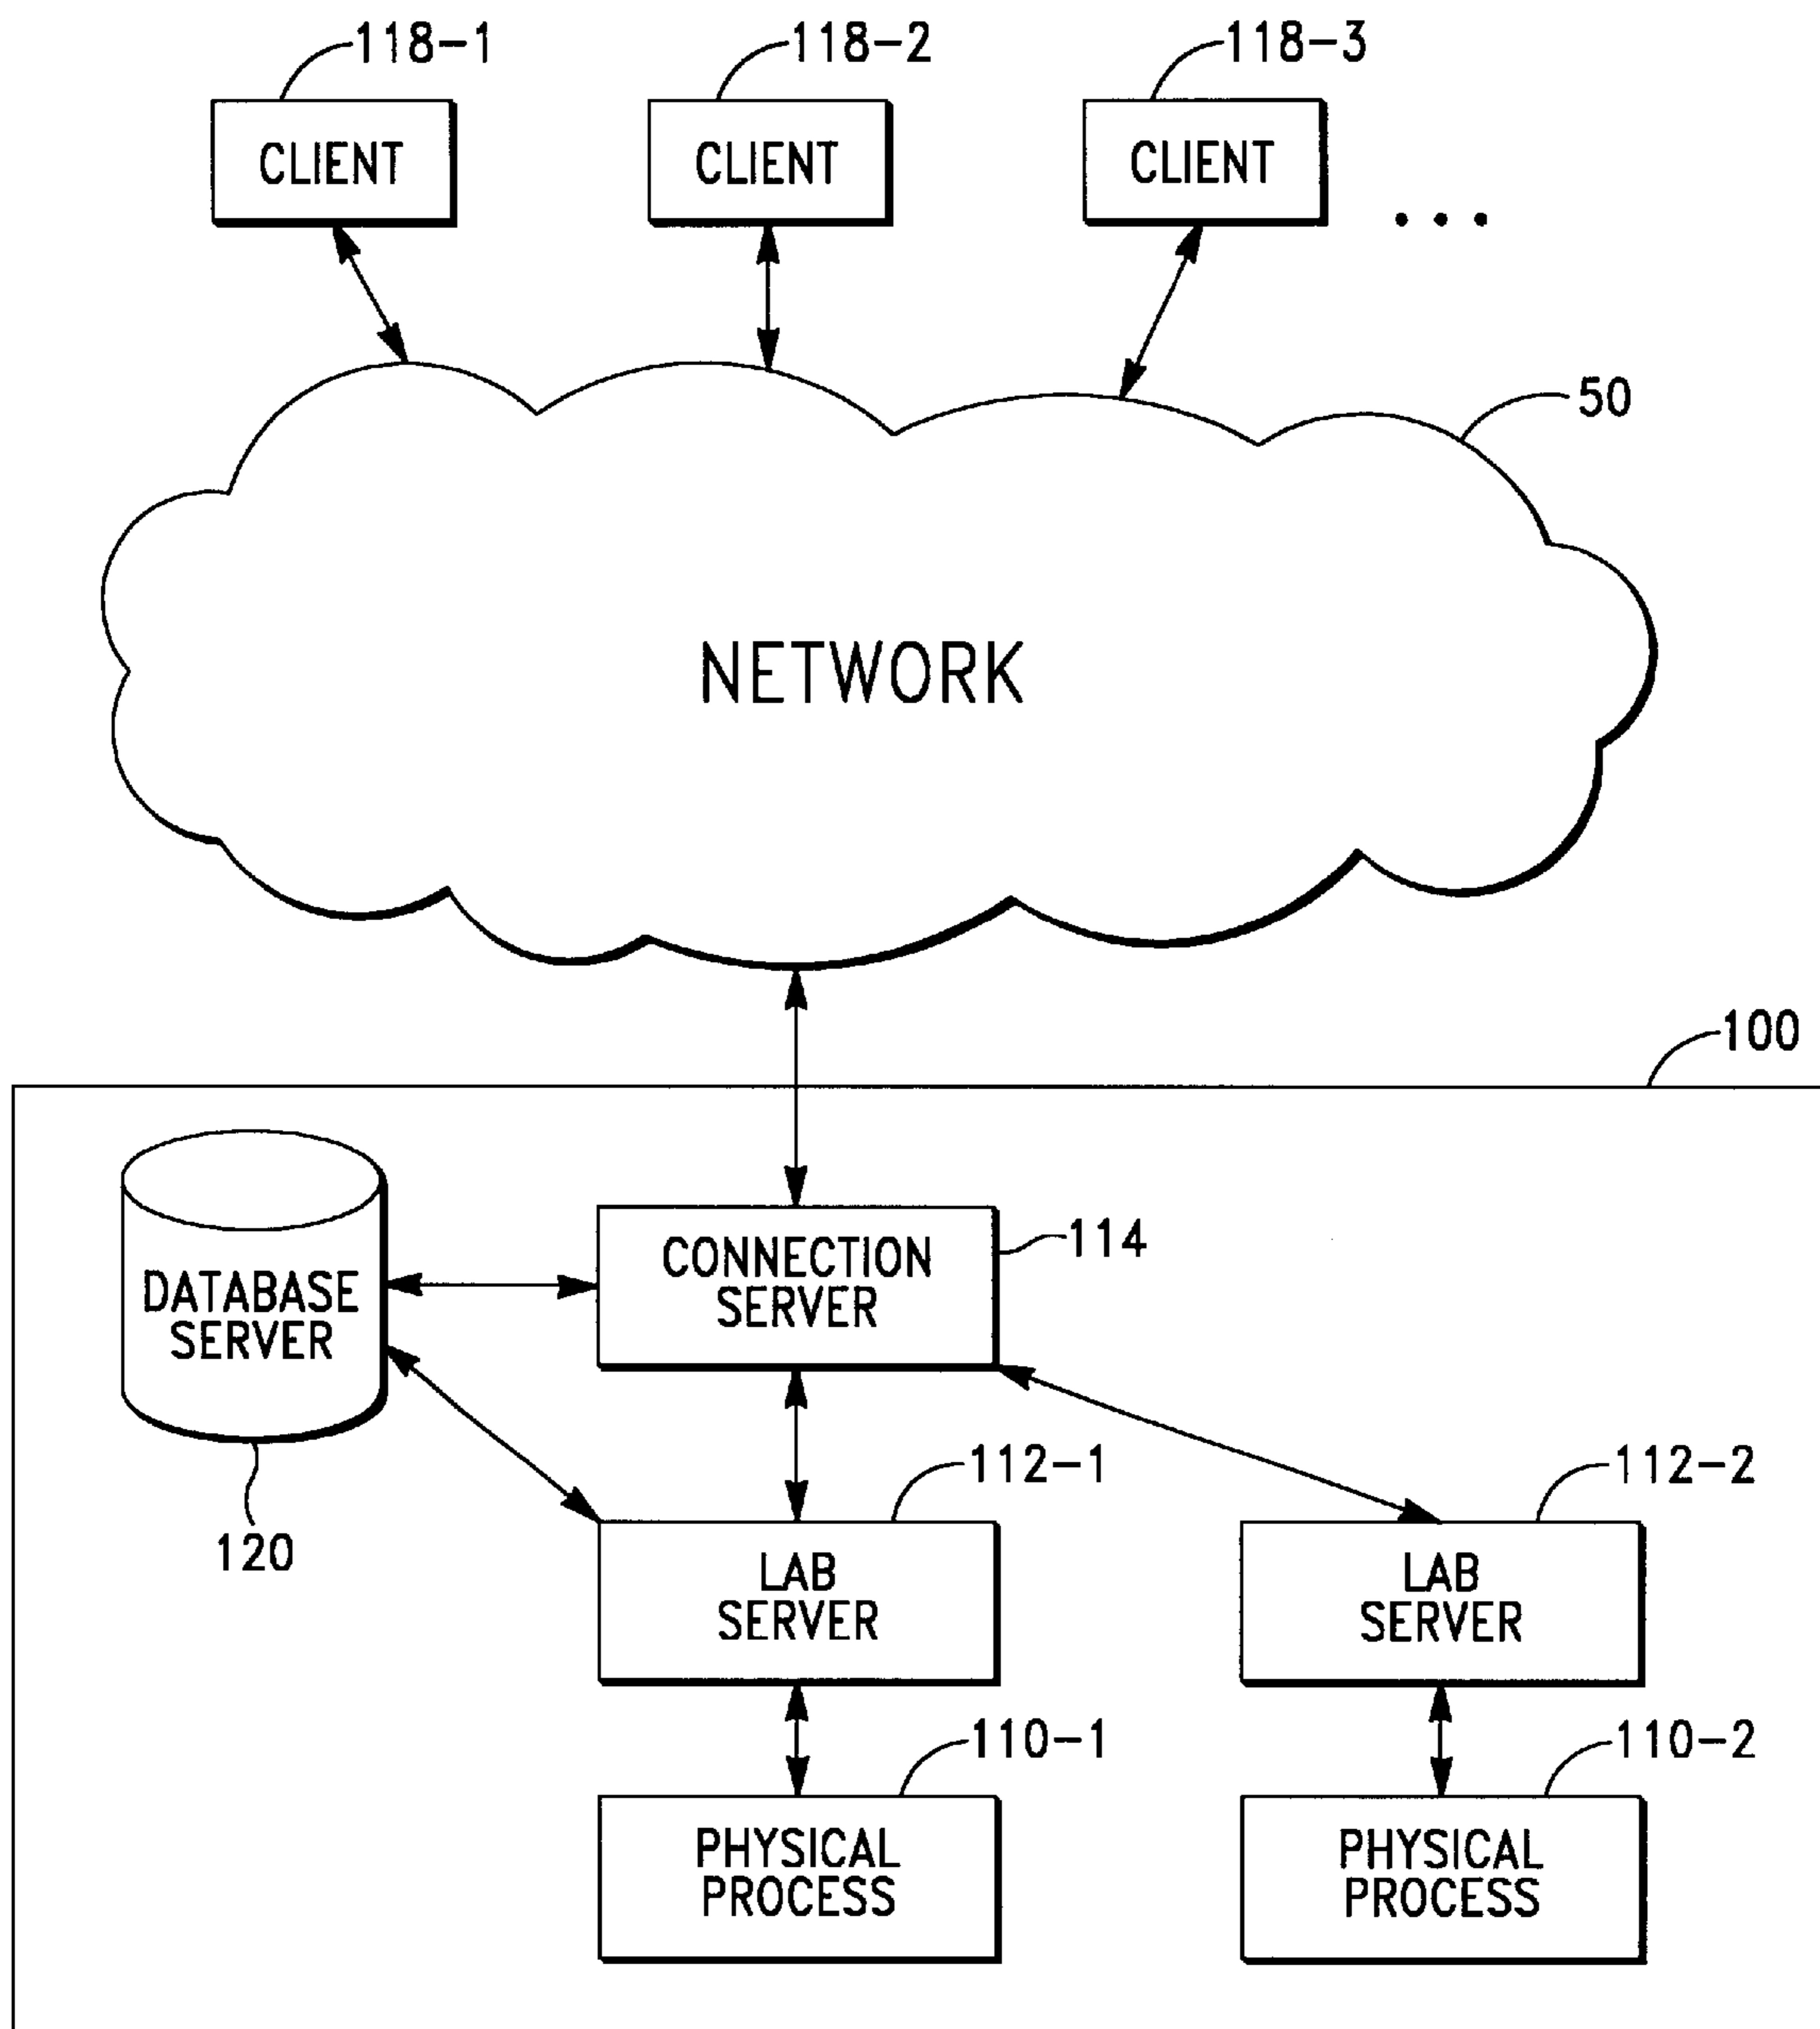 118-1
118-2
118-3
CLIENT
CLIENT
CLIENT
...
50
NETWORK
100
DATABASE
SERVER
CONNECTION
SERVER
114
120
112-1
112-2
LAB
SERVER
LAB
SERVER
110-1
110-2
PHYSICAL
PROCESS
PHYSICAL
PROCESS